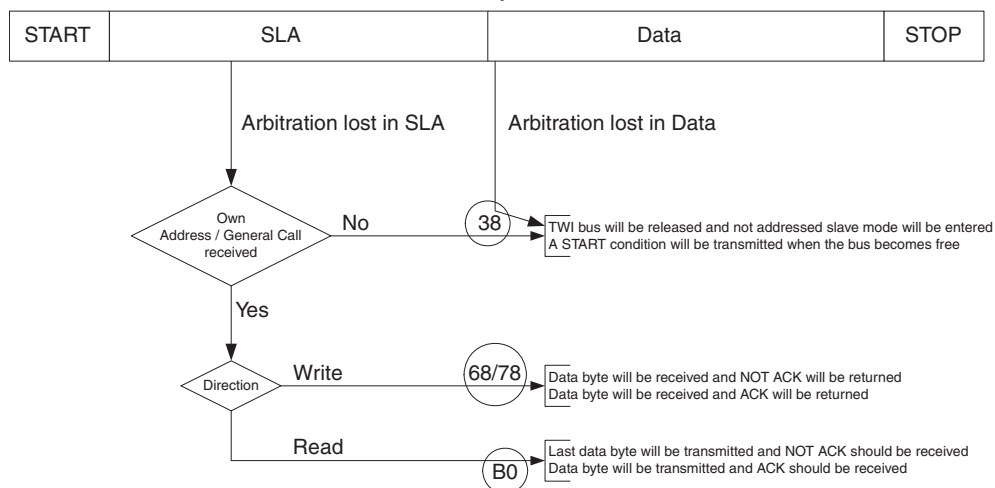 START SLA Data STOP
Arbitration lost in SLA Arbitration lost in Data
Own
Address / General Call
received
No
38
TWI bus will be released and not addressed slave mode will be entered
A START condition will be transmitted when the bus becomes free
Yes
Direction
Write
68/78
Data byte will be received and NOT ACK will be returned
Data byte will be received and ACK will be returned
Read
B0
Last data byte will be transmitted and NOT ACK should be received
Data byte will be transmitted and ACK should be received